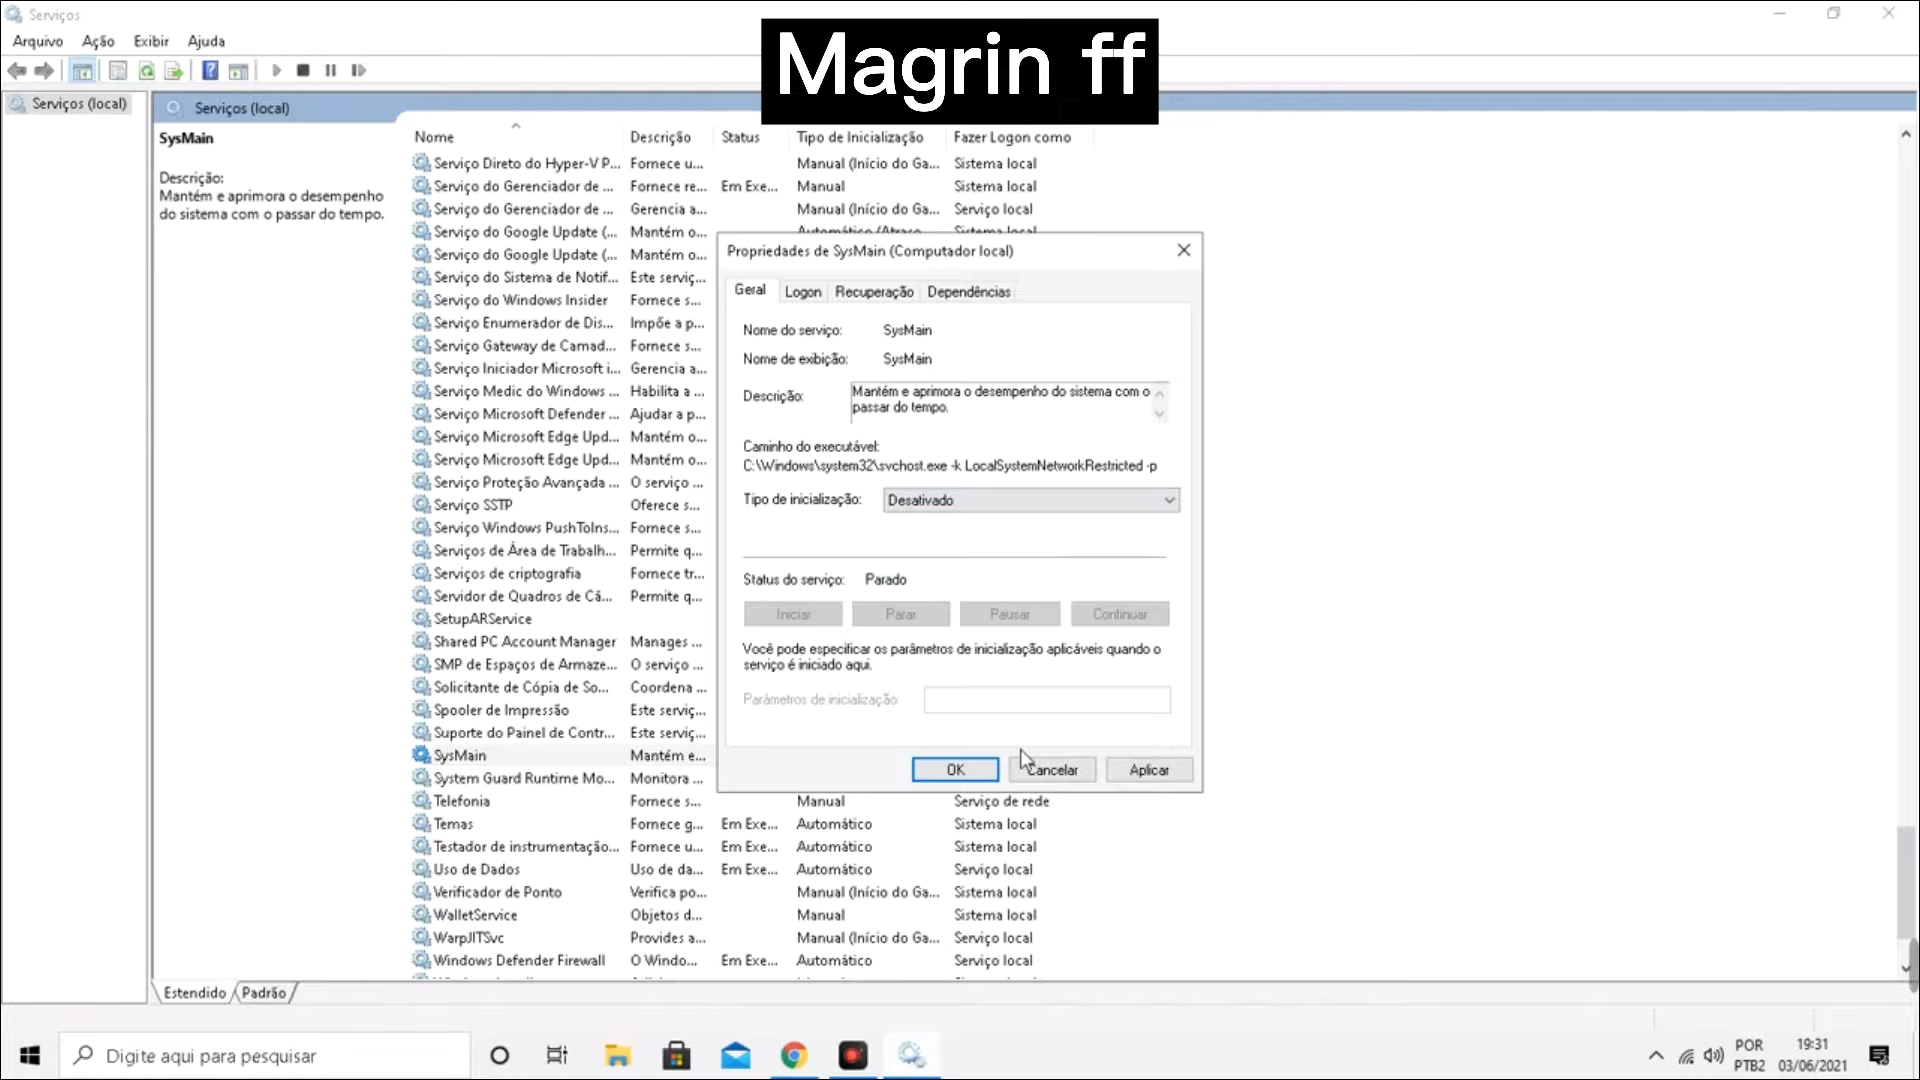 Serviços
Magrin ff
Arquivo Ação Exibir Ajuda
Serviços (local)
Serviços (local)
SysMain
Descrição:
Mantém e aprimora o desempenho
do sistema com o passar do tempo.
Nome Descrição Status Tipo de Inicialização Fazer Logon como
Serviço Direto do Hyper-V P... Fornece u... Manual (Início do Ga... Sistema local
Serviço do Gerenciador de ... Fornece re... Em Exe... Manual Sistema local
Serviço do Gerenciador de ... Gerencia a... Manual (Início do Ga... Serviço local
Serviço do Google Update (... Mantém o... Automático (Atraso... Sistema local
Serviço do Google Update (... Mantém o...
Serviço do Sistema de Notif... Este serviç...
Serviço do Windows Insider Fornece s...
Serviço Enumerador de Dis... Impõe a p...
Serviço Gateway de Camad... Fornece s...
Serviço Iniciador Microsoft i... Gerencia a...
Serviço Medic do Windows ... Habilita a ...
Serviço Microsoft Defender ... Ajudar a p...
Serviço Microsoft Edge Upd... Mantém o...
Serviço Microsoft Edge Upd... Mantém o...
Serviço Proteção Avançada ... O serviço ...
Serviço SSTP Oferece s...
Serviço Windows PushToIns... Fornece s...
Serviços de Área de Trabalh... Permite q...
Serviços de criptografia Fornece tr...
Servidor de Quadros de Câ... Permite q...
SetupARService
Shared PC Account Manager Manages ...
SMP de Espaços de Armaze... O serviço ...
Solicitante de Cópia de So... Coordena ...
Spooler de Impressão Este serviç...
Suporte do Painel de Contr... Este serviç...
SysMain Mantém e...
System Guard Runtime Mo... Monitora ...
Telefonia Fornece s... Manual Serviço de rede
Temas Fornece g... Em Exe... Automático Sistema local
Testador de instrumentação... Fornece u... Em Exe... Automático Sistema local
Uso de Dados Uso de da... Em Exe... Automático Serviço local
Verificador de Ponto Verifica po... Manual (Início do Ga... Sistema local
WalletService Objetos d... Manual Sistema local
WarpJITSvc Provides a... Manual (Início do Ga... Serviço local
Windows Defender Firewall O Windo... Em Exe... Automático Serviço local
Propriedades de SysMain (Computador local)
Geral Logon Recuperação Dependências
Nome do serviço: SysMain
Nome de exibição: SysMain
Descrição: Mantém e aprimora o desempenho do sistema com o
passar do tempo.
Caminho do executável:
C:\Windows\system32\svchost.exe -k LocalSystemNetworkRestricted -p
Tipo de inicialização: Desativado
Status do serviço: Parado
Iniciar Parar Pausar Continuar
Você pode especificar os parâmetros de inicialização aplicáveis quando o
serviço é iniciado aqui.
Parâmetros de inicialização:
OK Cancelar Aplicar
Estendido Padrão
Digite aqui para pesquisar
POR 19:31
PTB2 03/06/2021